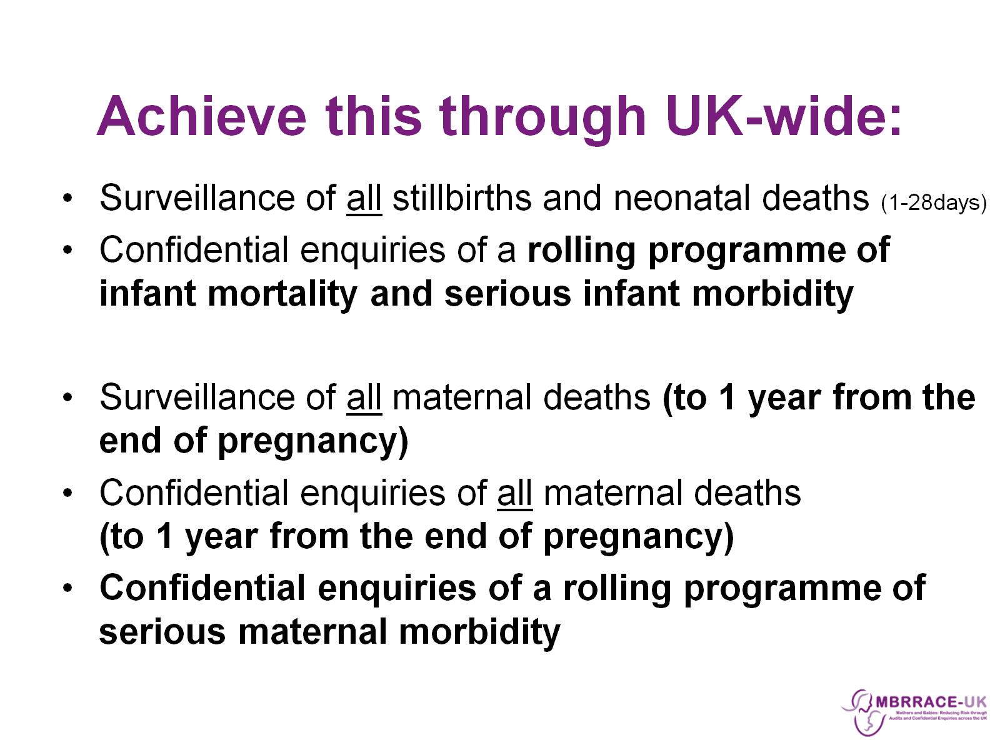 Achieve this through UK-wide:
• Surveillance of all stillbirths and neonatal deaths (1-28days)
• Confidential enquiries of a rolling programme of
infant mortality and serious infant morbidity
• Surveillance of all maternal deaths (to 1 year from the
end of pregnancy)
• Confidential enquiries of all maternal deaths
(to 1 year from the end of pregnancy)
• Confidential enquiries of a rolling programme of
serious maternal morbidity
MBRRACE-UK
Mothers and Babies: Reducing Risk through
Audits and Confidential Enquiries across the UK